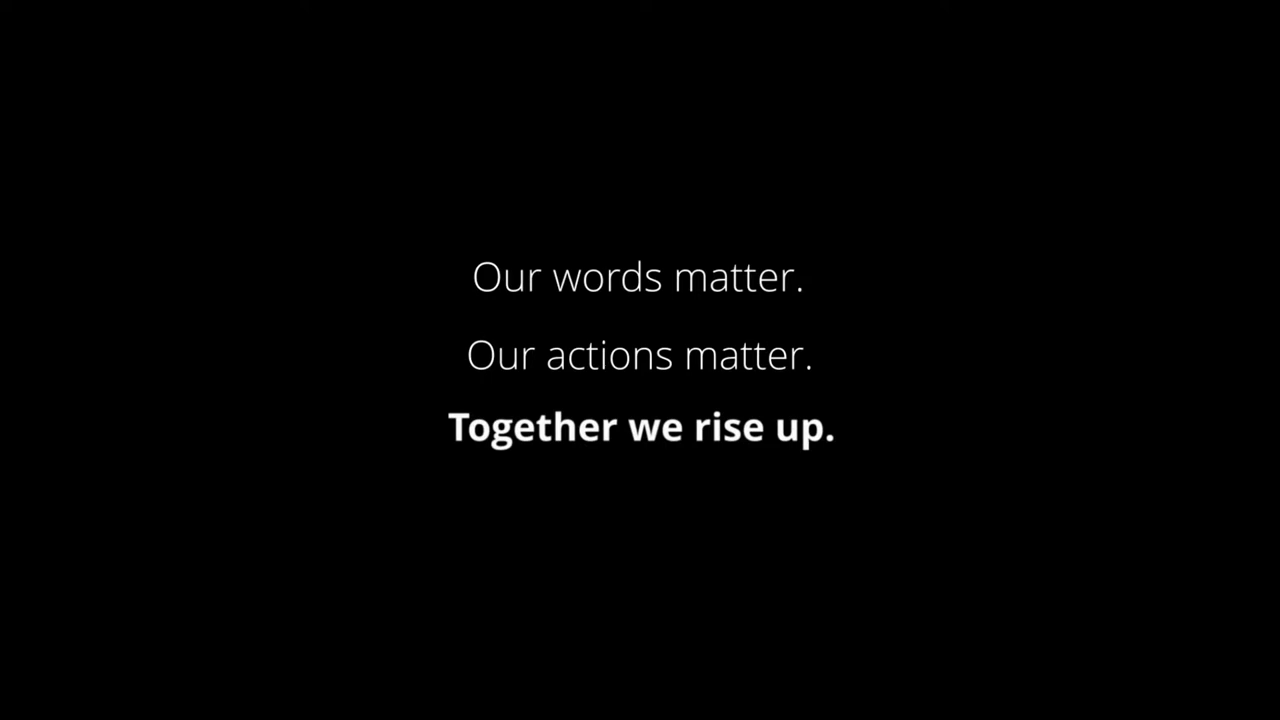 Our words matter.
Our actions matter.
Together we rise up.